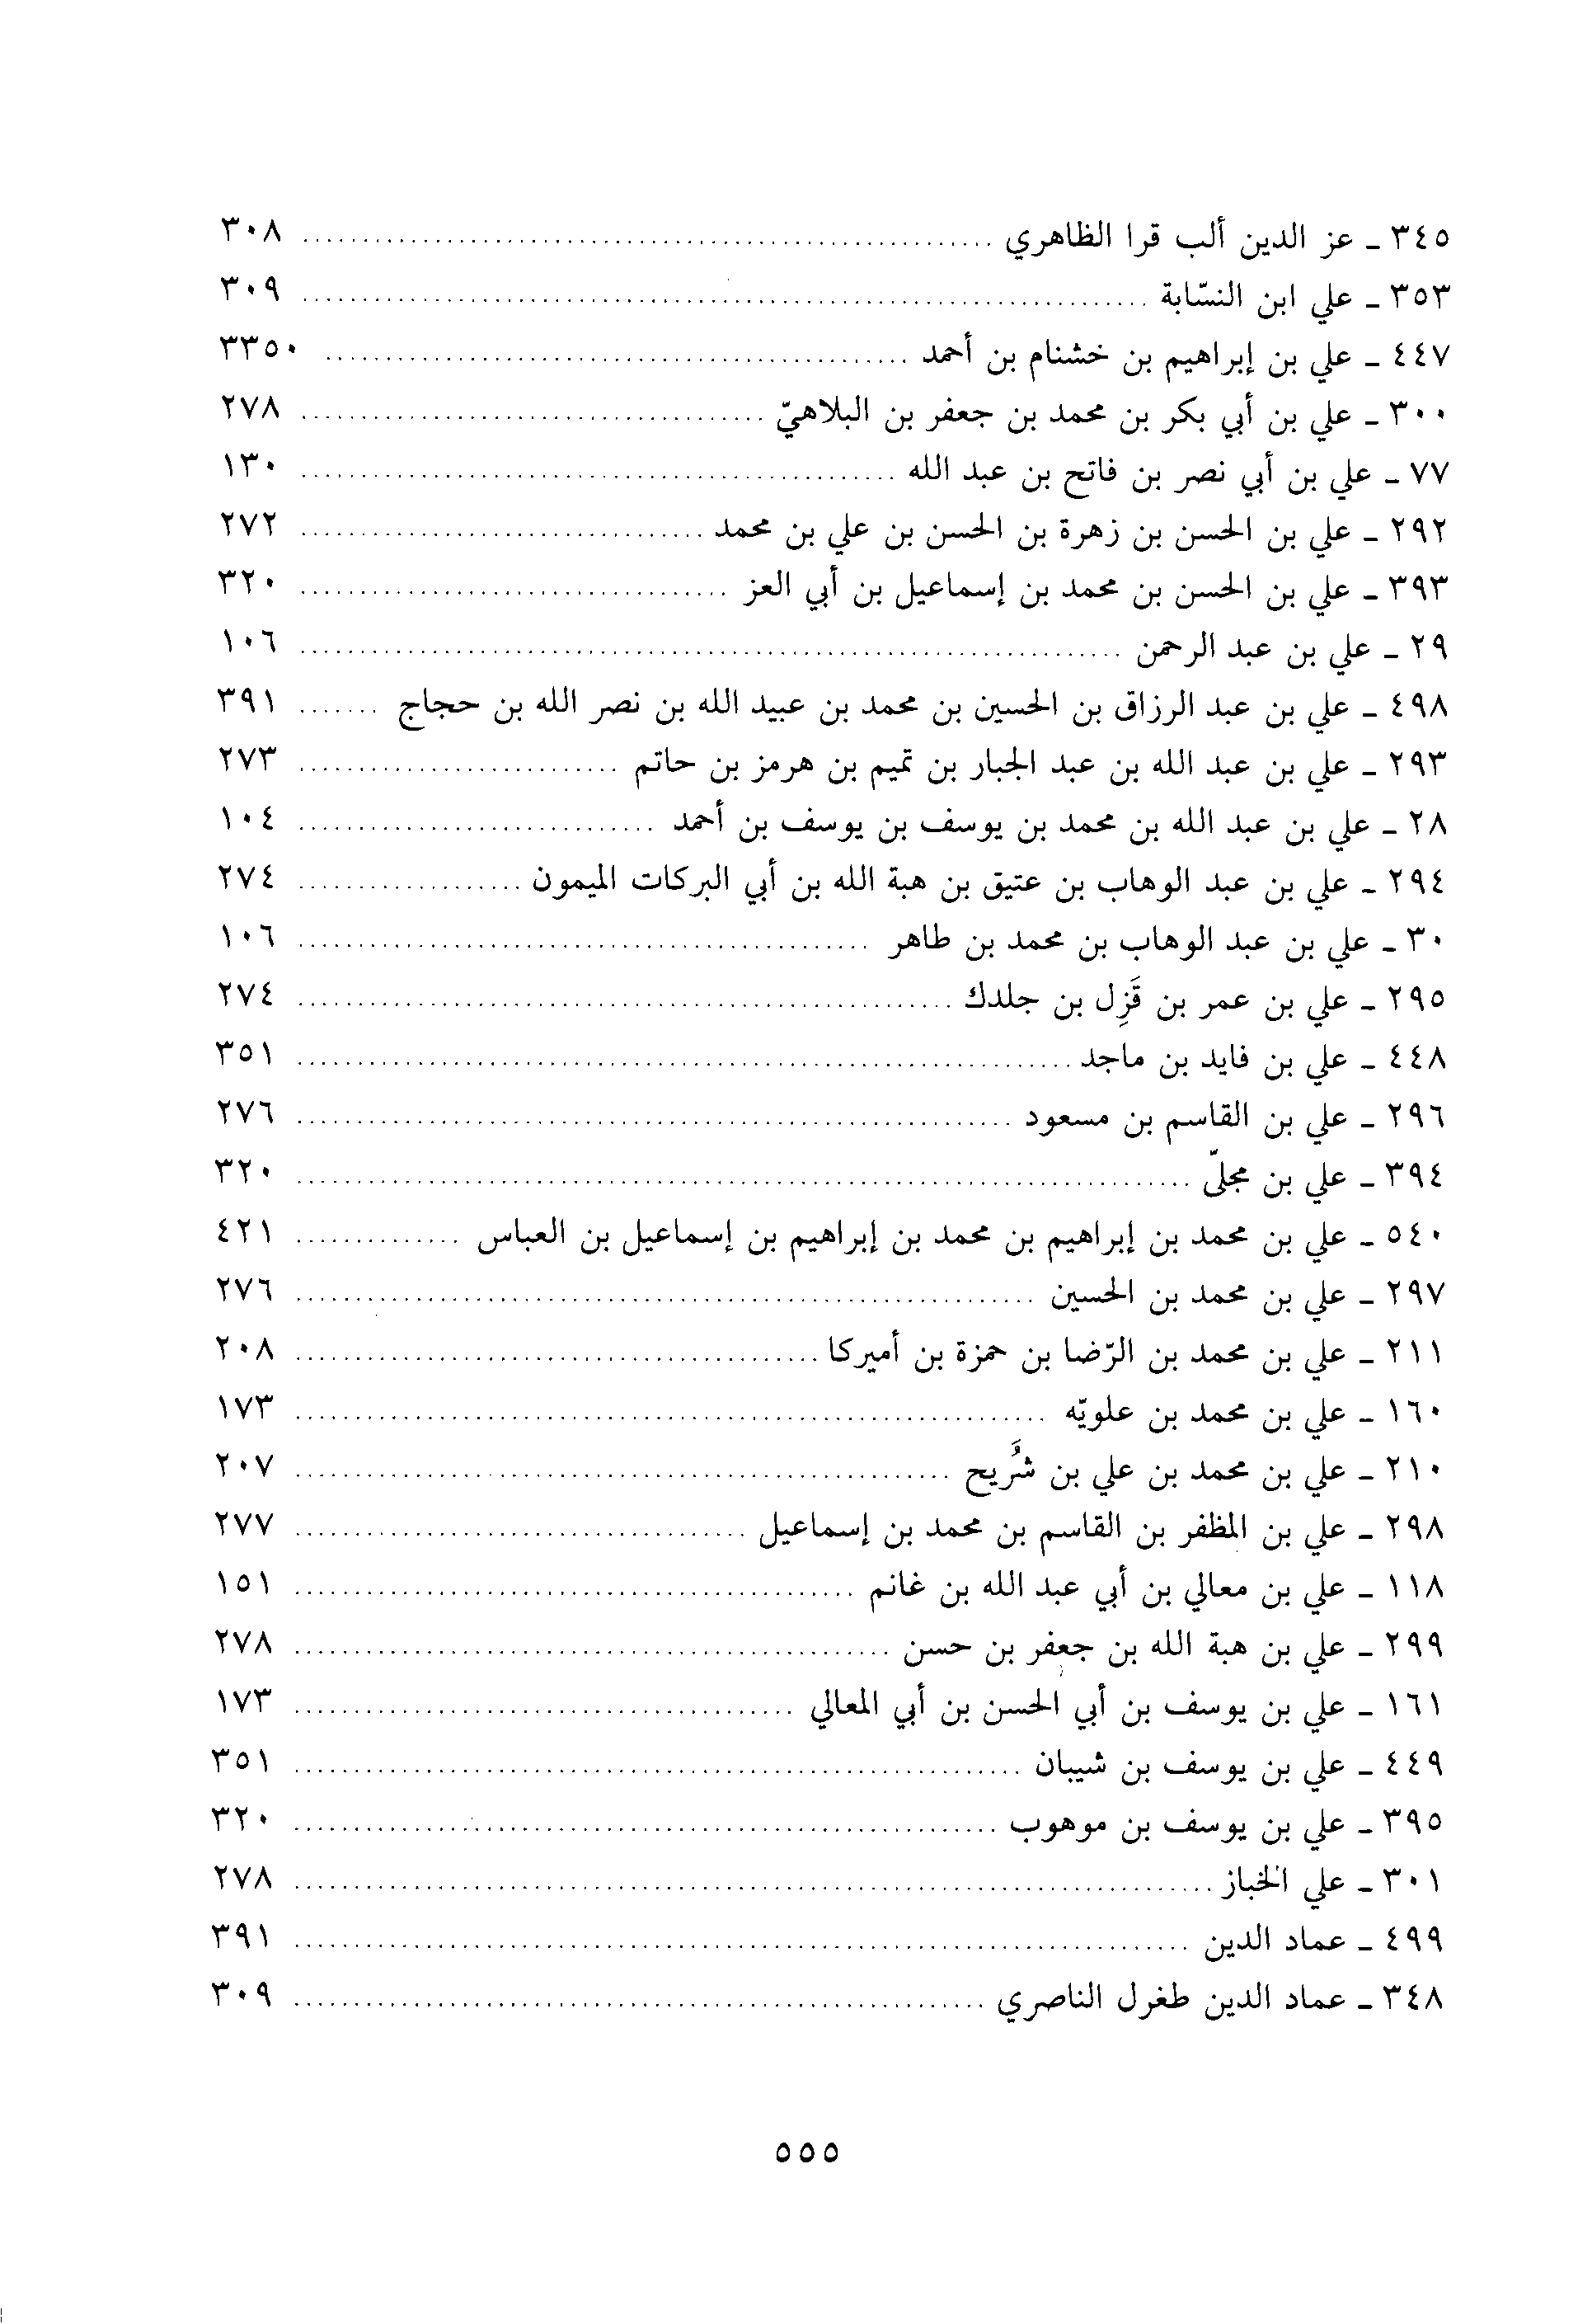 ٣٤٥ ـ عز الدين ألب قرا الظاهري ........ ٣٠٨
٣٥٣ ـ علي ابن النسّابة ........ ٣٠٩
٤٤٧ ـ علي بن إبراهيم بن خشنام بن أحمد ........ ٣٣٥٠
٣٠٠ ـ علي بن أبي بكر بن محمد بن جعفر بن البلاهيّ ........ ٢٧٨
٧٧ ـ علي بن أبي نصر بن فاتح بن عبد الله ........ ١٣٠
٢٩٢ ـ علي بن الحسن بن زهرة بن الحسن بن علي بن محمد ........ ٢٧٢
٣٩٣ ـ علي بن الحسن بن محمد بن إسماعيل بن أبي العز ........ ٣٢٠
٢٩ ـ علي بن عبد الرحمن ........ ١٠٦
٤٩٨ ـ علي بن عبد الرزاق بن الحسين بن محمد بن عبيد الله بن نصر الله بن حجاج ....... ٣٩١
٢٩٣ ـ علي بن عبد الله بن عبد الجبار بن تميم بن هرمز بن حاتم ........ ٢٧٣
٢٨ ـ علي بن عبد الله بن محمد بن يوسف بن يوسف بن أحمد ........ ١٠٤
٢٩٤ ـ علي بن عبد الوهاب بن عتيق بن هبة الله بن أبي البركات الميمون ........ ٢٧٤
٣٠ ـ علي بن عبد الوهاب بن محمد بن طاهر ........ ١٠٦
٢٩٥ ـ علي بن عمر بن قَزِل بن جلدك ........ ٢٧٤
٤٤٨ ـ علي بن فايد بن ماجد ........ ٣٥١
٢٩٦ ـ علي بن القاسم بن مسعود ........ ٢٧٦
٣٩٤ ـ علي بن مجلّى ........ ٣٢٠
٥٤٠ ـ علي بن محمد بن إبراهيم بن محمد بن إبراهيم بن إسماعيل بن العباس ........ ٤٢١
٢٩٧ ـ علي بن محمد بن الحسين ........ ٢٧٦
٢١١ ـ علي بن محمد بن الرّضا بن حمزة بن أميركا ........ ٢٠٨
١٦٠ ـ علي بن محمد بن علويّه ........ ١٧٣
٢١٠ ـ علي بن محمد بن علي بن شُرَيح ........ ٢٠٧
٢٩٨ ـ علي بن المظفر بن القاسم بن محمد بن إسماعيل ........ ٢٧٧
١١٨ ـ علي بن معالي بن أبي عبد الله بن غانم ........ ١٥١
٢٩٩ ـ علي بن هبة الله بن جعفر بن حسن ........ ٢٧٨
١٦١ ـ علي بن يوسف بن أبي الحسن بن أبي المعالي ........ ١٧٣
٤٤٩ ـ علي بن يوسف بن شيبان ........ ٣٥١
٣٩٥ ـ علي بن يوسف بن موهوب ........ ٣٢٠
٣٠١ ـ علي الخباز ........ ٢٧٨
٤٩٩ ـ عماد الدين ........ ٣٩١
٣٤٨ ـ عماد الدين طغرل الناصري ........ ٣٠٩
٥٥٥